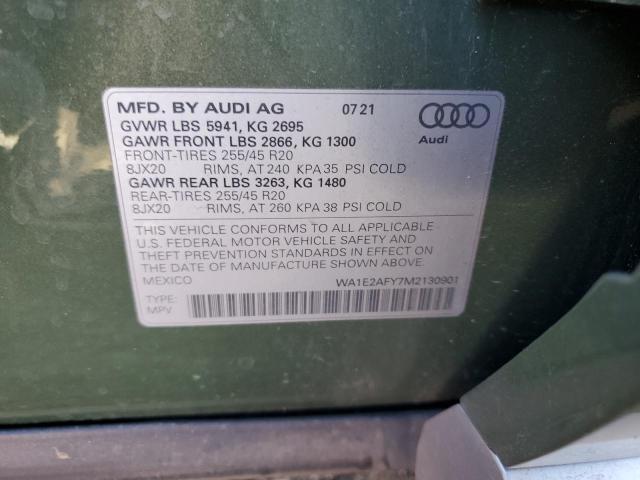 MFD. BY AUDI AG 07 21
GVWR LBS 5941, KG 2695
GAWR FRONT LBS 2866, KG 1300
FRONT-TIRES 255/45 R20
8JX20 RIMS, AT 240 KPA 35 PSI COLD
GAWR REAR LBS 3263, KG 1480
REAR-TIRES 255/45 R20
8JX20 RIMS, AT 260 KPA 38 PSI COLD
Audi
THIS VEHICLE CONFORMS TO ALL APPLICABLE
U.S. FEDERAL MOTOR VEHICLE SAFETY AND
THEFT PREVENTION STANDARDS IN EFFECT ON
THE DATE OF MANUFACTURE SHOWN ABOVE.
MEXICO WA1E2AFY7M2130901
TYPE:
MPV